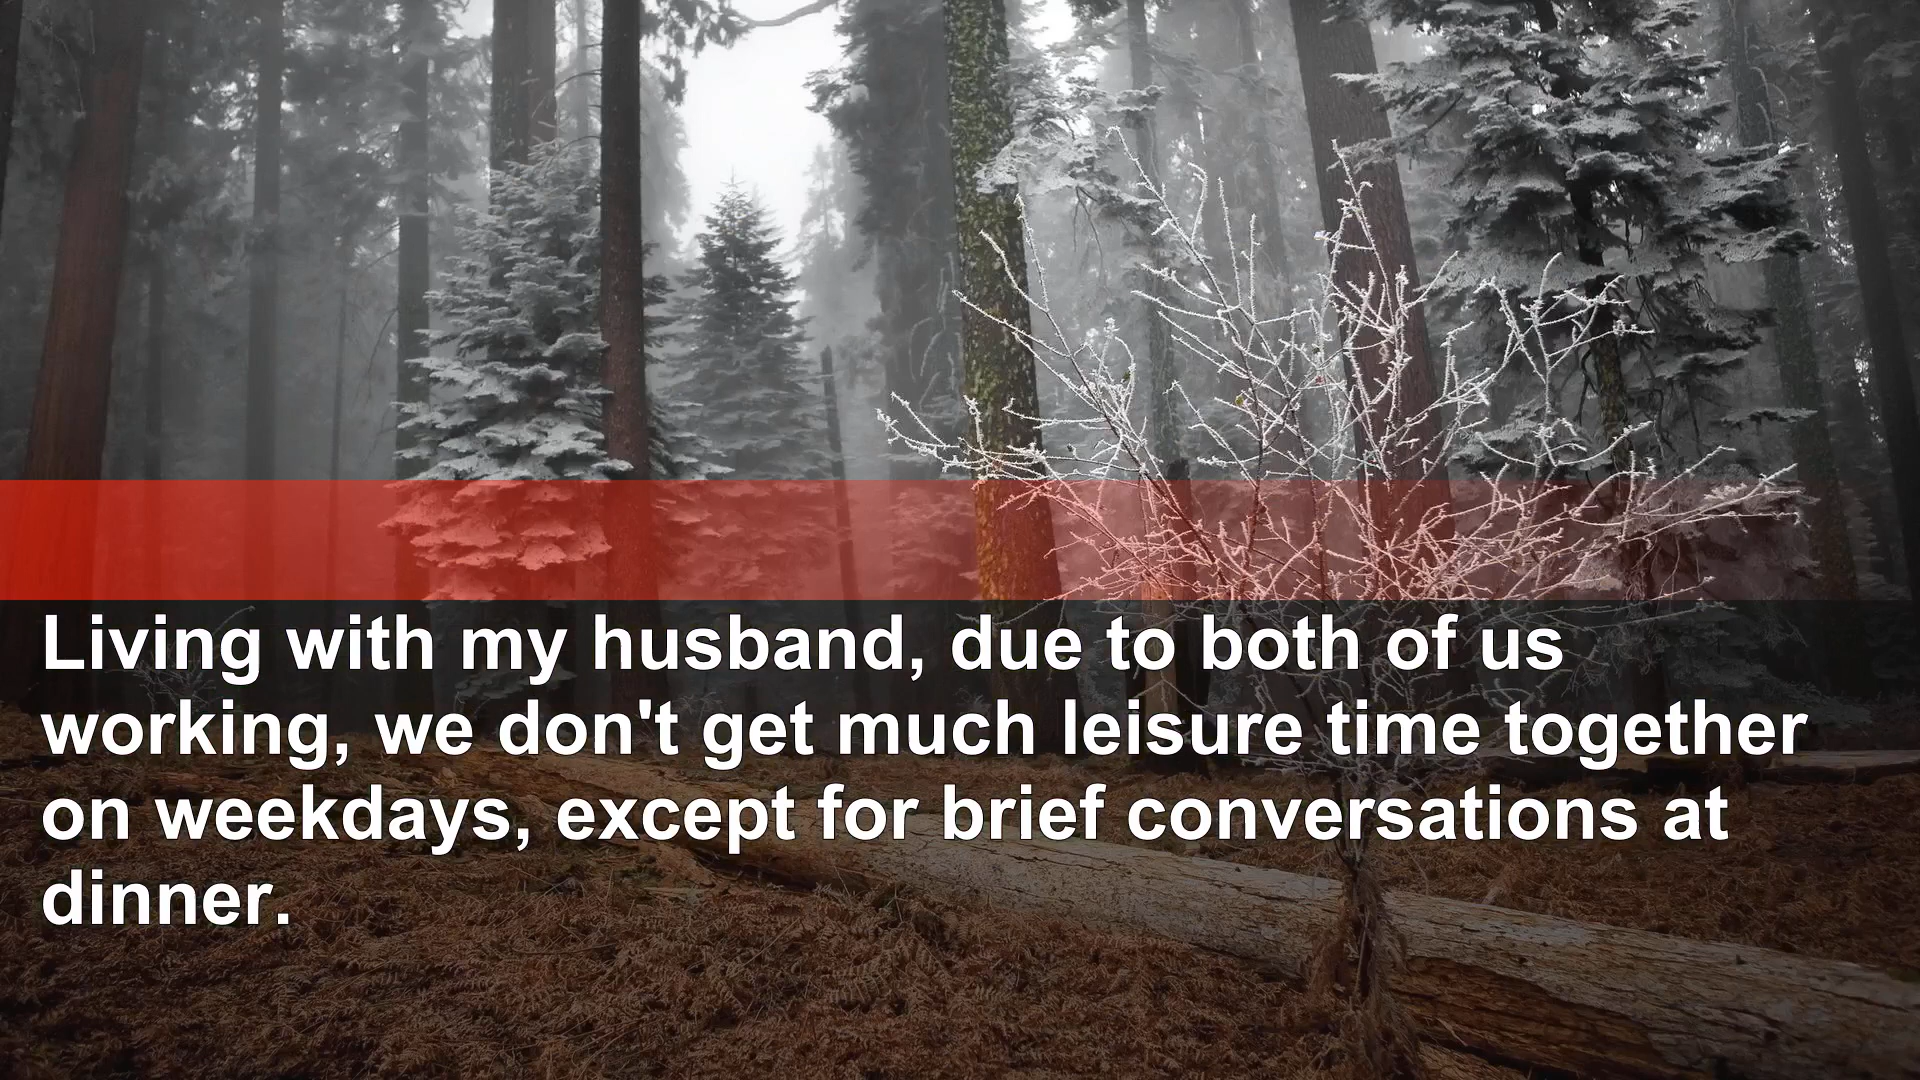 Living with my husband, due to both of us
working, we don't get much leisure time together
on weekdays, except for brief conversations at
dinner.